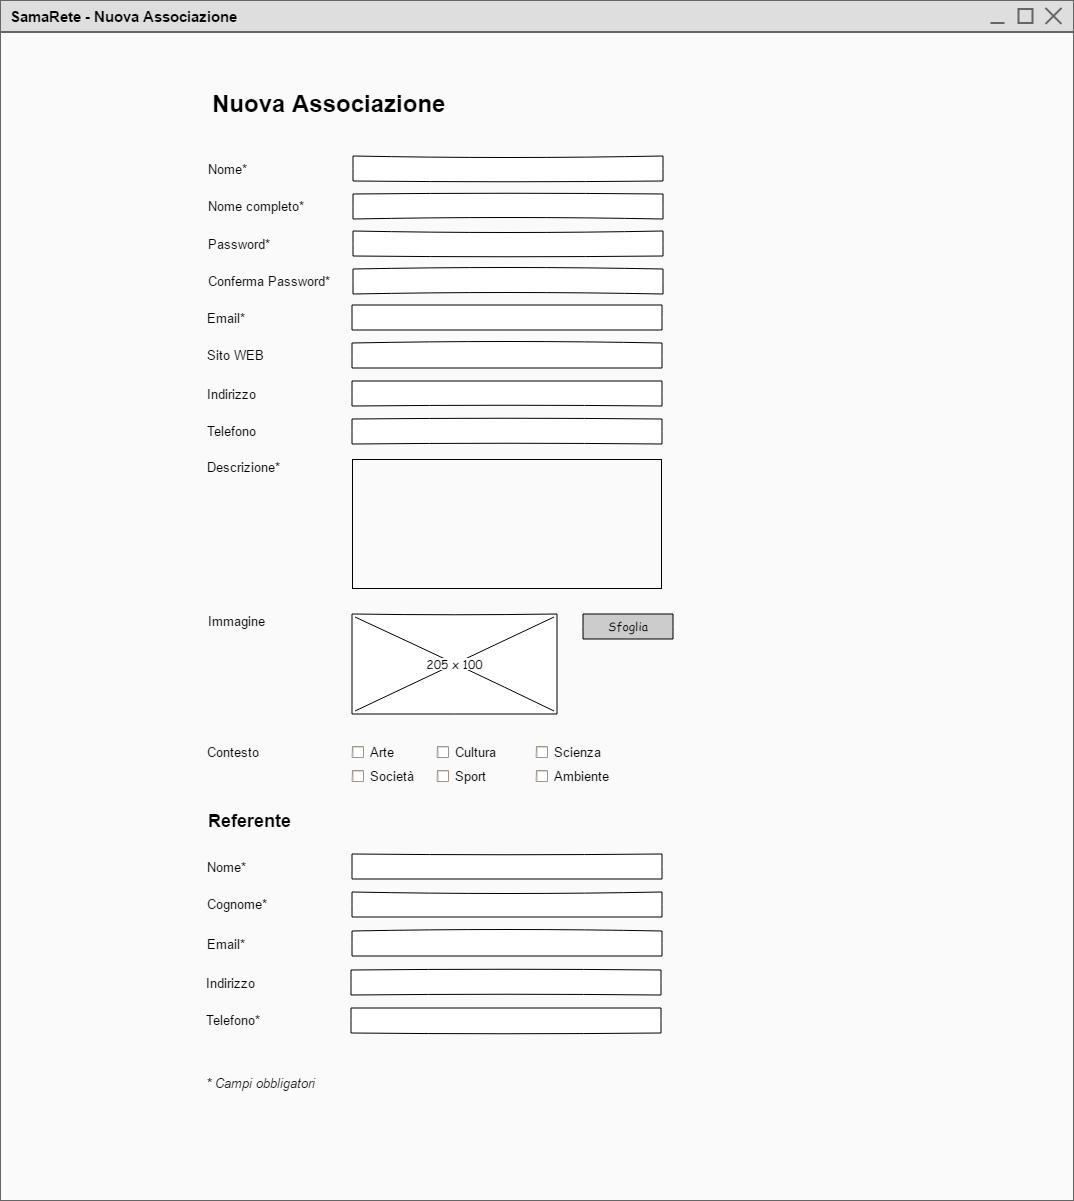 SamaRete - Nuova Associazione
Nuova Associazione
Nome*
Nome completo*
Password*
Conferma Password*
Email*
Sito WEB
Indirizzo
Telefono
Descrizione*
Immagine
205 x 100
Sfoglia
Contesto
Arte Cultura Scienza
Società Sport Ambiente
Referente
Nome*
Cognome*
Email*
Indirizzo
Telefono*
* Campi obbligatori